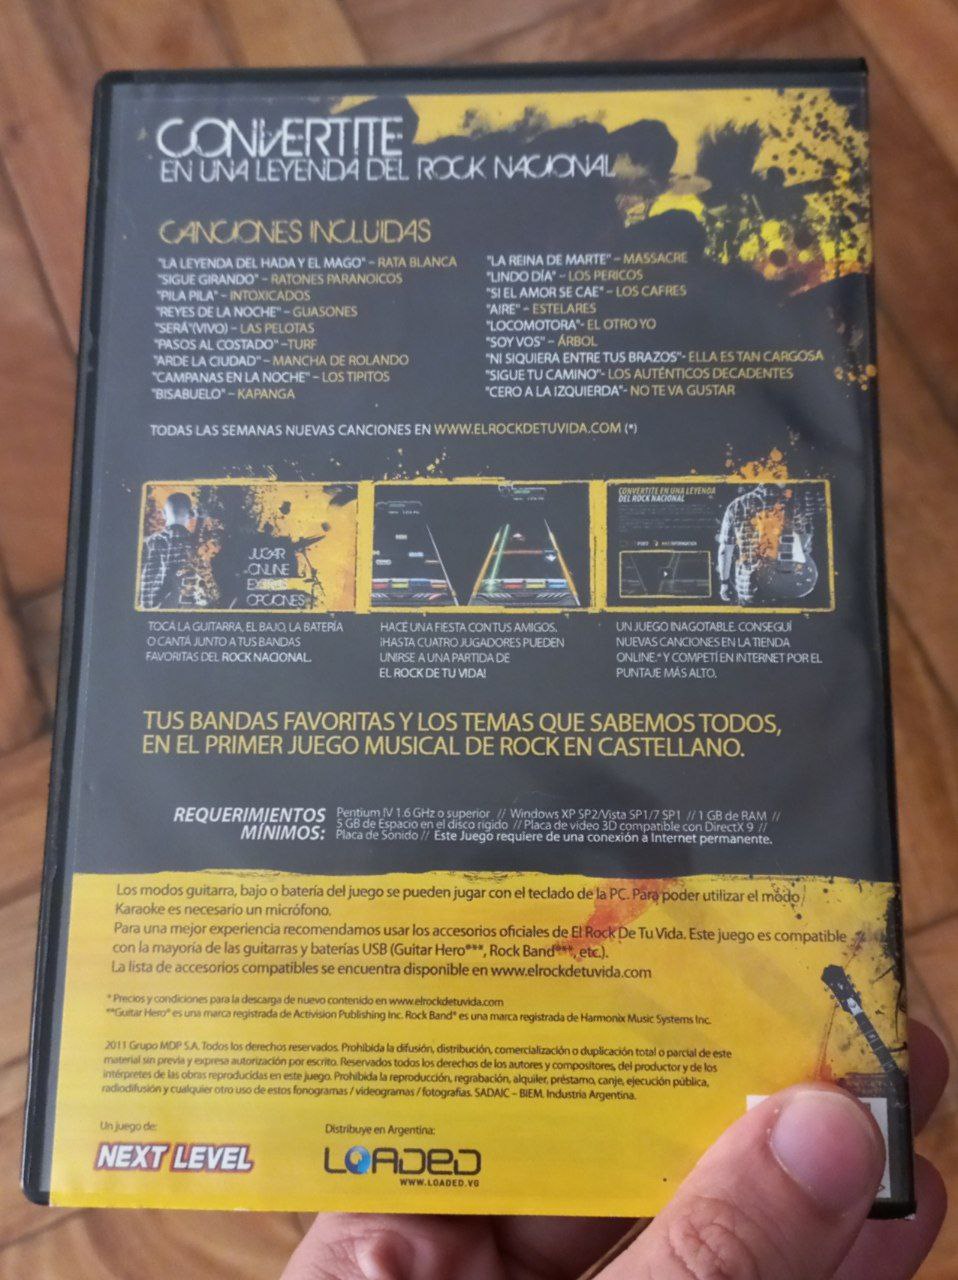 CONVERTITE
EN UNA LEYENDA DEL ROCK NACIONAL
CANCIONES INCLUIDAS
"LA LEYENDA DEL HADA Y EL MAGO" – RATA BLANCA
"SIGUE GIRANDO" – RATONES PARANOICOS
"PILA PILA" – INTOXICADOS
"REYES DE LA NOCHE" – GUASONES
"SERÁ"(VIVO) – LAS PELOTAS
"PASOS AL COSTADO" –TURF
"ARDE LA CIUDAD" – MANCHA DE ROLANDO
"CAMPANAS EN LA NOCHE" – LOS TIPITOS
"BISABUELO" – KAPANGA
"LA REINA DE MARTE" – MASSACRE
"LINDO DÍA" – LOS PERICOS
"SI EL AMOR SE CAE" – LOS CAFRES
"AIRE" – ESTELARES
"LOCOMOTORA"- EL OTRO YO
"SOY VOS" – ÁRBOL
"NI SIQUIERA ENTRE TUS BRAZOS"- ELLA ES TAN CARGOSA
"SIGUE TU CAMINO"- LOS AUTÉNTICOS DECADENTES
"CERO A LA IZQUIERDA"- NO TE VA GUSTAR
TODAS LAS SEMANAS NUEVAS CANCIONES EN WWW.ELROCKDETUVIDA.COM (*)
JUGAR
ONLINE
EXTRAS
OPCIONES
CONVERTITE EN UNA LEYENDA
DEL ROCK NACIONAL
TOCÁ LA GUITARRA, EL BAJO, LA BATERÍA
O CANTÁ JUNTO A TUS BANDAS
FAVORITAS DEL ROCK NACIONAL.
HACÉ UNA FIESTA CON TUS AMIGOS.
¡HASTA CUATRO JUGADORES PUEDEN
UNIRSE A UNA PARTIDA DE
EL ROCK DE TU VIDA!
UN JUEGO INAGOTABLE. CONSEGUÍ
NUEVAS CANCIONES EN LA TIENDA
ONLINE.* Y COMPETÍ EN INTERNET POR EL
PUNTAJE MÁS ALTO.
TUS BANDAS FAVORITAS Y LOS TEMAS QUE SABEMOS TODOS,
EN EL PRIMER JUEGO MUSICAL DE ROCK EN CASTELLANO.
REQUERIMIENTOS
MÍNIMOS:
Pentium IV 1.6 GHz o superior // Windows XP SP2/Vista SP1/7 SP1 // 1 GB de RAM //
5 GB de Espacio en el disco rígido // Placa de video 3D compatible con DirectX 9 //
Placa de Sonido // Este Juego requiere de una conexión a Internet permanente.
Los modos guitarra, bajo o batería del juego se pueden jugar con el teclado de la PC. Para poder utilizar el modo
Karaoke es necesario un micrófono.
Para una mejor experiencia recomendamos usar los accesorios oficiales de El Rock De Tu Vida. Este juego es compatible
con la mayoría de las guitarras y baterías USB (Guitar Hero®**, Rock Band®**, etc.).
La lista de accesorios compatibles se encuentra disponible en www.elrockdetuvida.com
* Precios y condiciones para la descarga de nuevo contenido en www.elrockdetuvida.com
**Guitar Hero® es una marca registrada de Activision Publishing Inc. Rock Band® es una marca registrada de Harmonix Music Systems Inc.
2011 Grupo MDP S.A. Todos los derechos reservados. Prohibida la difusión, distribución, comercialización o duplicación total o parcial de este
material sin previa y expresa autorización por escrito. Reservados todos los derechos de los autores y compositores, del productor y de los
intérpretes de las obras reproducidas en este juego. Prohibida la reproducción, regrabación, alquiler, préstamo, canje, ejecución pública,
radiodifusión y cualquier otro uso de estos fonogramas / videogramas / fotografías. SADAIC – BIEM. Industria Argentina.
Un juego de:
NEXT LEVEL
Distribuye en Argentina:
LOADED
WWW.LOADED.VG